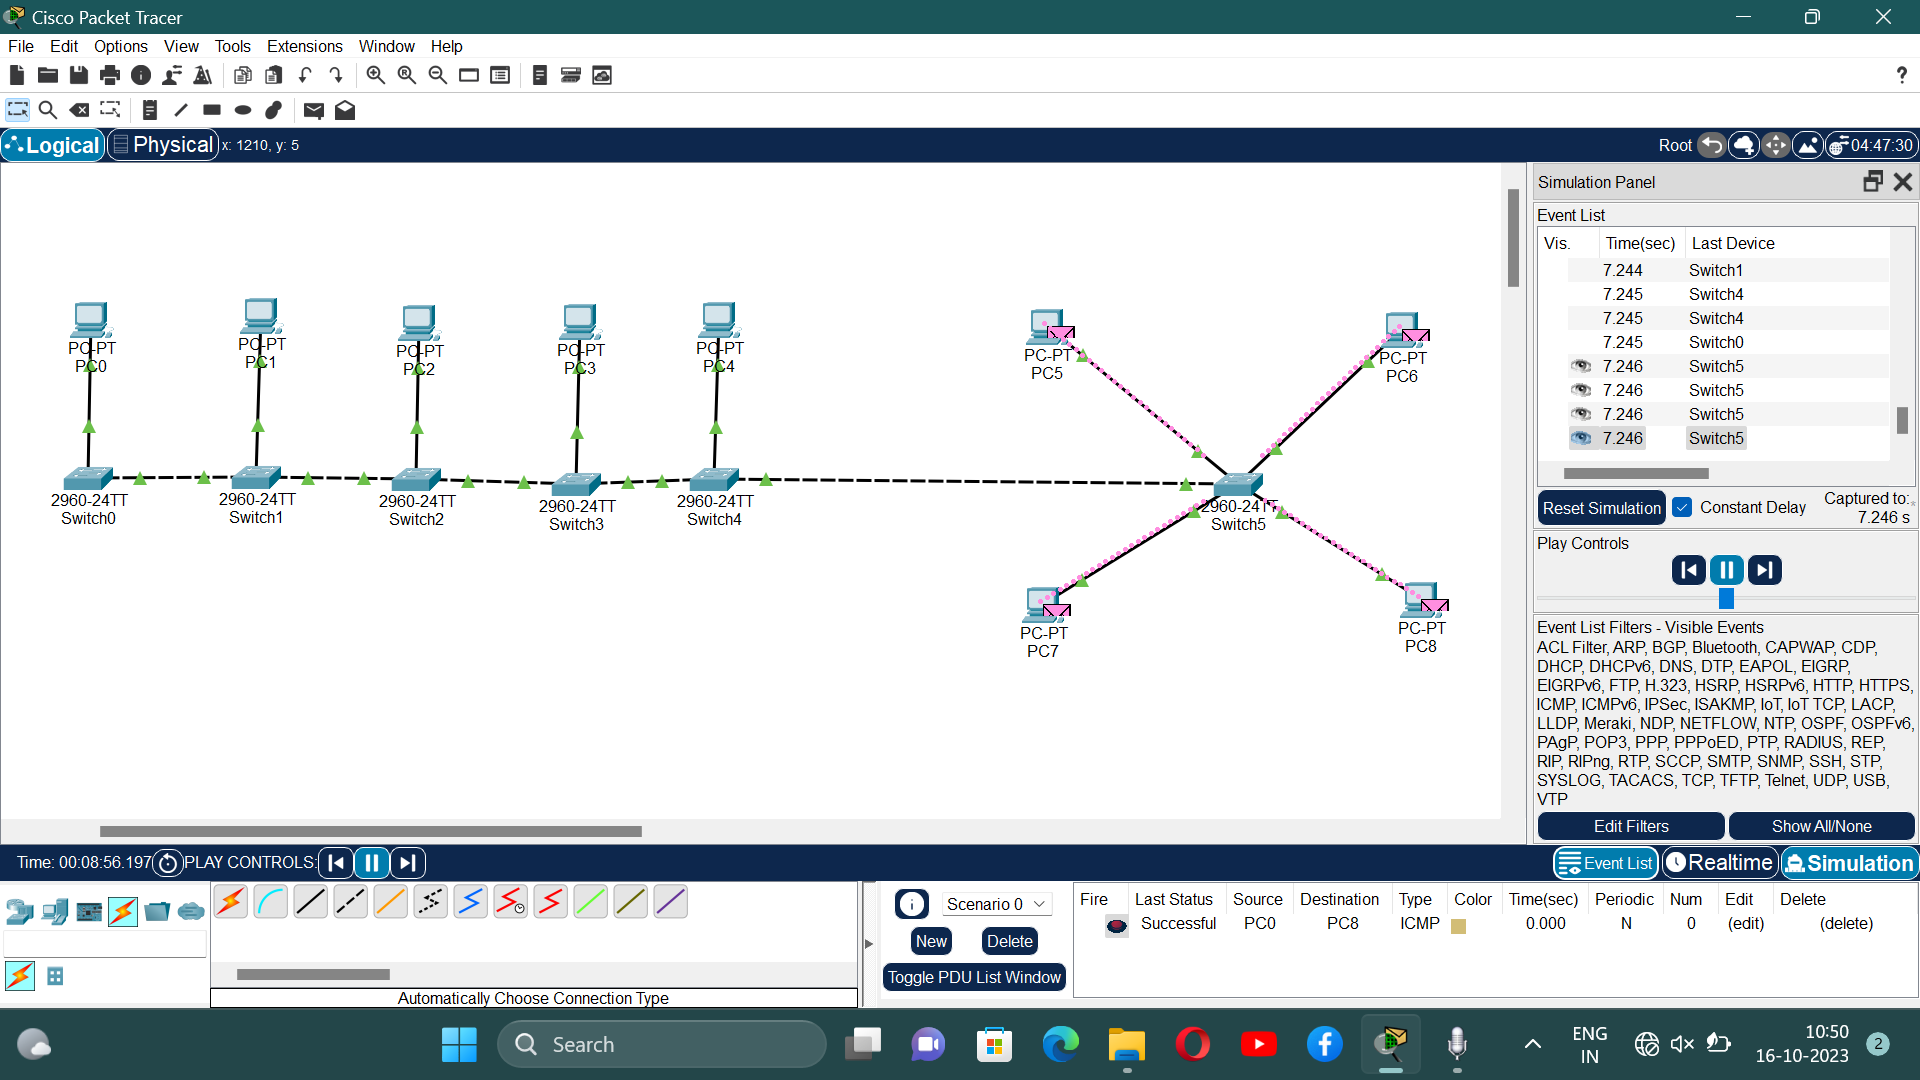 Cisco Packet Tracer
File Edit Options View Tools Extensions Window Help
?
Logical Physical x: 1210, y: 5
Root 04:47:30
Simulation Panel
Event List
Vis. Time(sec) Last Device
7.244 Switch1
7.245 Switch4
7.245 Switch4
7.245 Switch0
7.246 Switch5
7.246 Switch5
7.246 Switch5
7.246 Switch5
Reset Simulation Constant Delay Captured to:
7.246 s
Play Controls
Event List Filters - Visible Events
ACL Filter, ARP, BGP, Bluetooth, CAPWAP, CDP,
DHCP, DHCPv6, DNS, DTP, EAPOL, EIGRP,
EIGRPv6, FTP, H.323, HSRP, HSRPv6, HTTP, HTTPS,
ICMP, ICMPv6, IPSec, ISAKMP, IoT, IoT TCP, LACP,
LLDP, Meraki, NDP, NETFLOW, NTP, OSPF, OSPFv6,
PAgP, POP3, PPP, PPPoED, PTP, RADIUS, REP,
RIP, RIPng, RTP, SCCP, SMTP, SNMP, SSH, STP,
SYSLOG, TACACS, TCP, TFTP, Telnet, UDP, USB,
VTP
Edit Filters Show All/None
PC-PT
PC0
PC-PT
PC1
PC-PT
PC2
PC-PT
PC3
PC-PT
PC4
PC-PT
PC5
PC-PT
PC6
2960-24TT
Switch0
2960-24TT
Switch1
2960-24TT
Switch2
2960-24TT
Switch3
2960-24TT
Switch4
2960-24TT
Switch5
PC-PT
PC7
PC-PT
PC8
Time: 00:08:56.197 PLAY CONTROLS:
Event List Realtime Simulation
Scenario 0
New Delete
Toggle PDU List Window
Fire Last Status Source Destination Type Color Time(sec) Periodic Num Edit Delete
Successful PC0 PC8 ICMP 0.000 N 0 (edit) (delete)
Automatically Choose Connection Type
Search
ENG
IN
10:50
16-10-2023
2